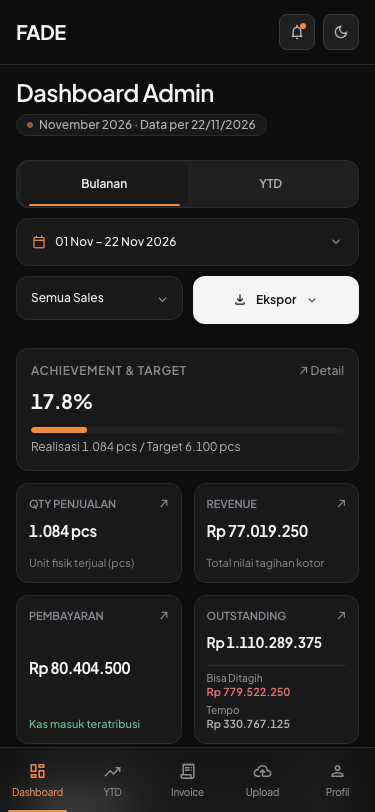 FADE
Dashboard Admin
November 2026 · Data per 22/11/2026
Bulanan
YTD
01 Nov – 22 Nov 2026
Semua Sales
Ekspor
ACHIEVEMENT & TARGET
Detail
17.8%
Realisasi 1.084 pcs / Target 6.100 pcs
QTY PENJUALAN
1.084 pcs
Unit fisik terjual (pcs)
REVENUE
Rp 77.019.250
Total nilai tagihan kotor
PEMBAYARAN
Rp 80.404.500
Kas masuk teratribusi
OUTSTANDING
Rp 1.110.289.375
Bisa Ditagih
Rp 779.522.250
Tempo
Rp 330.767.125
Dashboard
YTD
Invoice
Upload
Profil